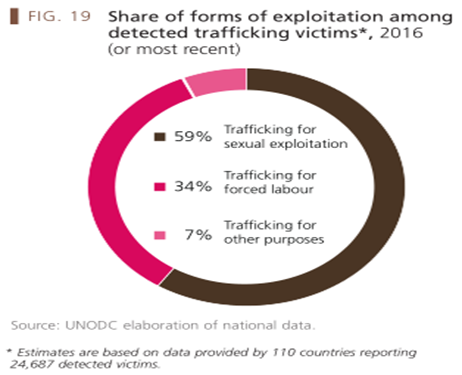 FIG. 19 Share of forms of exploitation among
detected trafficking victims*, 2016
(or most recent)
59% Trafficking for
sexual exploitation
34% Trafficking for
forced labour
7% Trafficking for
other purposes
Source: UNODC elaboration of national data.
* Estimates are based on data provided by 110 countries reporting
24,687 detected victims.